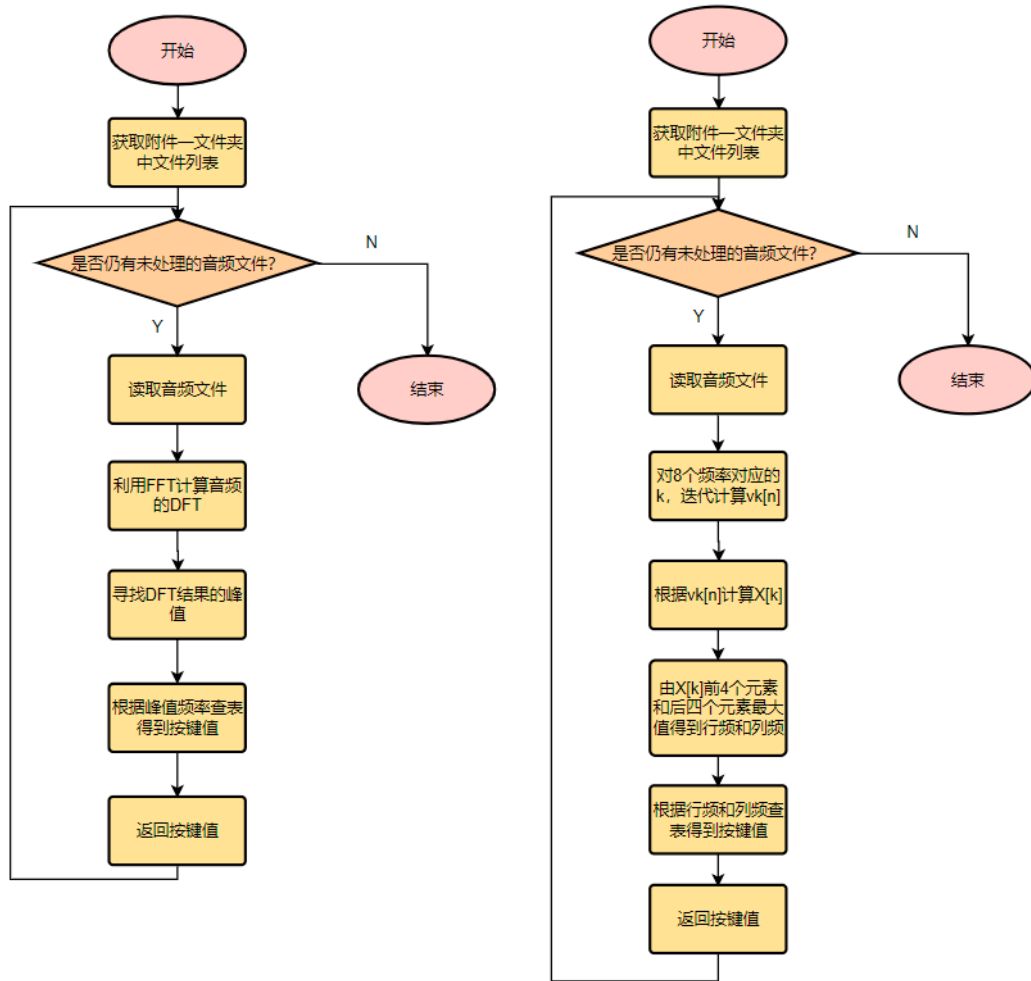 开始
获取附件一文件夹
中文件列表
是否仍有未处理的音频文件?
N
Y
读取音频文件
结束
利用FFT计算音频
的DFT
寻找DFT结果的峰
值
根据峰值频率查表
得到按键值
返回按键值
开始
获取附件一文件夹
中文件列表
是否仍有未处理的音频文件?
N
Y
读取音频文件
结束
对8个频率对应的
k，迭代计算vk[n]
根据vk[n]计算X[k]
由X[k]前4个元素
和后四个元素最大
值得到行频和列频
根据行频和列频查
表得到按键值
返回按键值